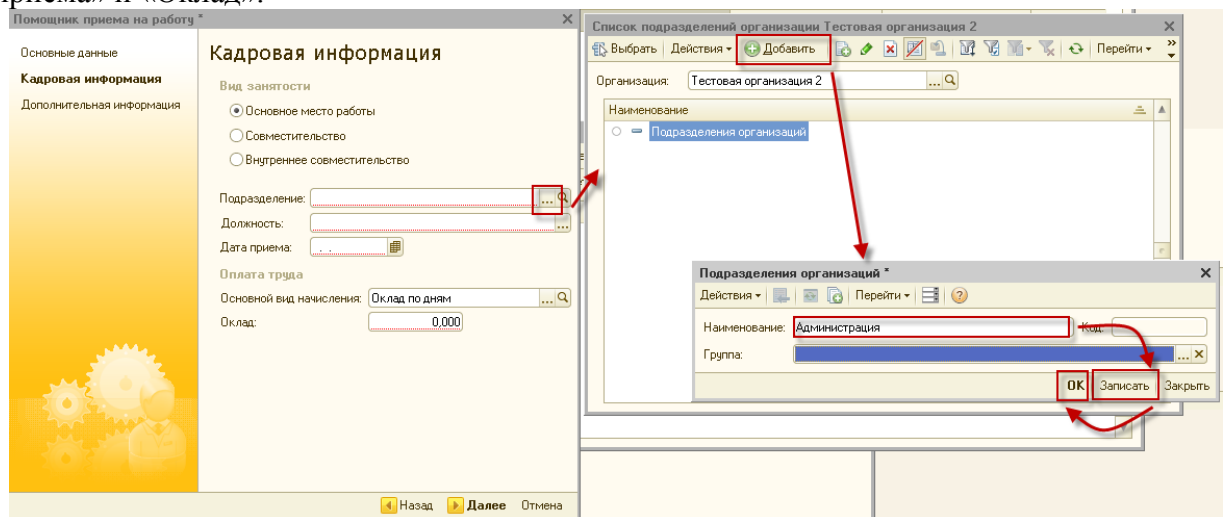 приема» и «Оклад».
Помощник приема на работу *
Основные данные
Кадровая информация
Дополнительная информация
Кадровая информация
Вид занятости
Основное место работы
Совместительство
Внутреннее совместительство
Подразделение:
Должность:
Дата приема: . .
Оплата труда
Основной вид начисления: Оклад по дням
Оклад: 0,000
Назад Далее Отмена
Список подразделений организации Тестовая организация 2
Выбрать Действия Добавить Перейти
Организация: Тестовая организация 2
Наименование
Подразделения организаций
Подразделения организаций *
Действия Перейти
Наименование: Администрация Код:
Группа:
OK Записать Закрыть